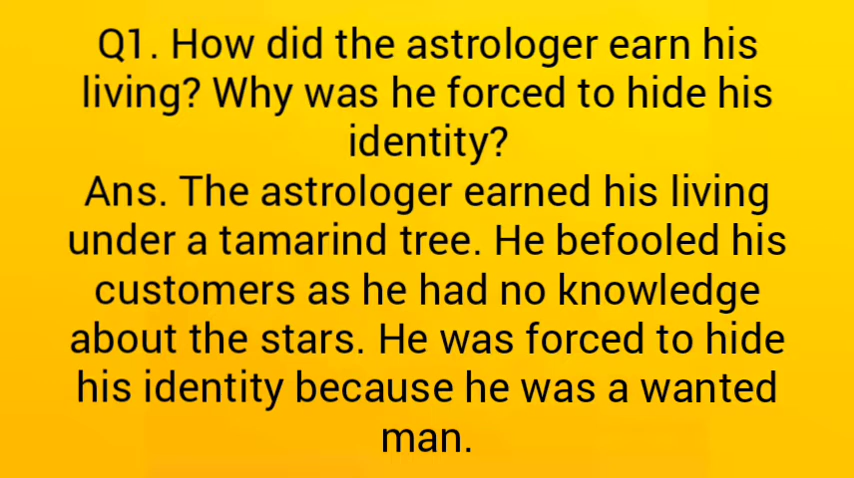 Q1. How did the astrologer earn his
living? Why was he forced to hide his
identity?
Ans. The astrologer earned his living
under a tamarind tree. He befooled his
customers as he had no knowledge
about the stars. He was forced to hide
his identity because he was a wanted
man.